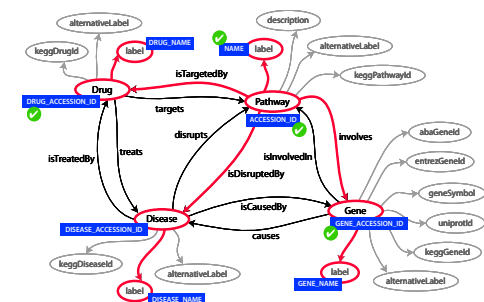 description
alternativeLabel
DRUG_NAME
NAME
label
label
alternativeLabel
keggDrugId
isTargetedBy
keggPathwayId
Drug
DRUG_ACCESSION_ID
Pathway
targets
ACCESSION_ID
disrupts
involves
abaGeneId
isTreatedBy
treats
isInvolvedIn
entrezGeneId
isDisruptedBy
geneSymbol
isCausedBy
Disease
Gene
DISEASE_ACCESSION_ID
GENE_ACCESSION_ID
uniprotId
causes
keggDiseaseId
keggGeneId
alternativeLabel
label
alternativeLabel
GENE_NAME
label
DISEASE_NAME